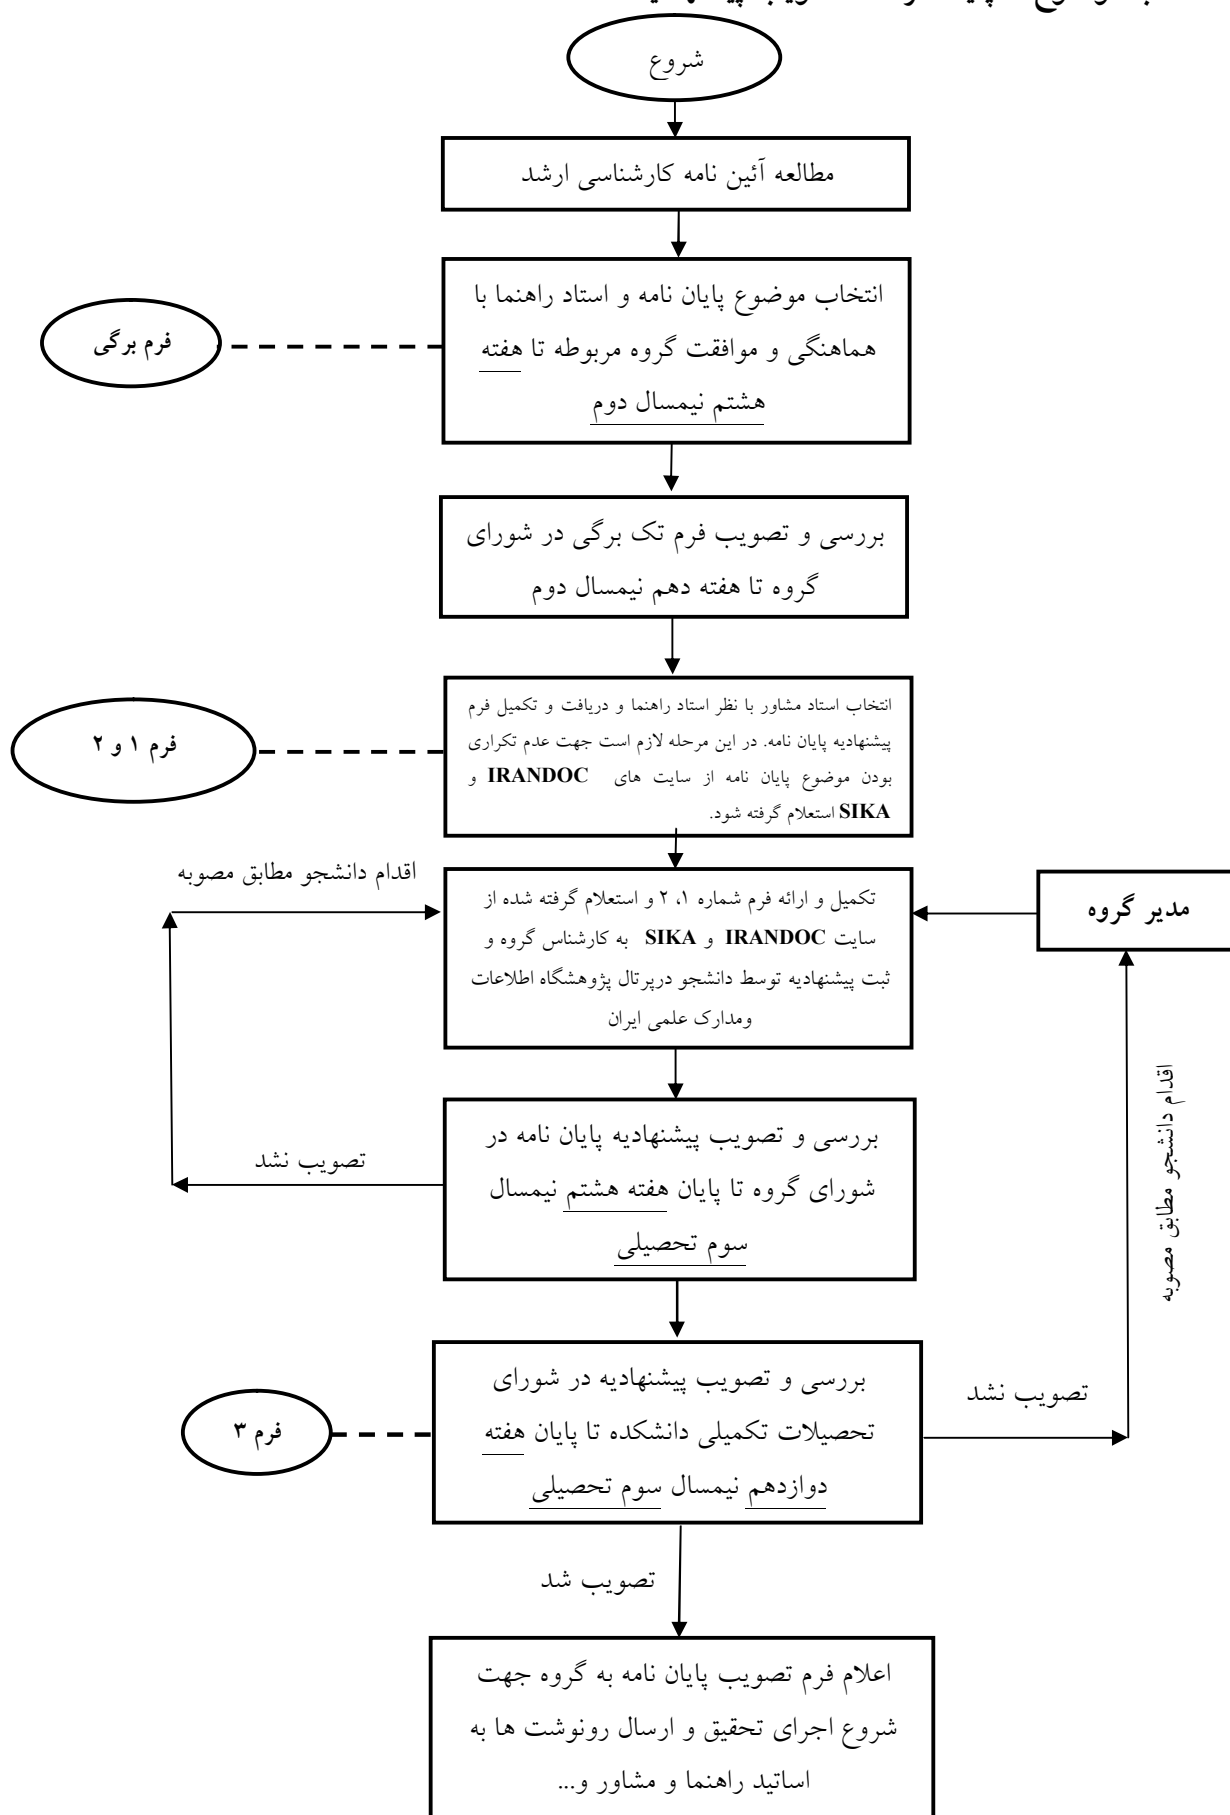 شروع
مطالعه آئین نامه کارشناسی ارشد
انتخاب موضوع پایان نامه و استاد راهنما با
هماهنگی و موافقت گروه مربوطه تا هفته
هشتم نیمسال دوم
فرم برگی
بررسی و تصویب فرم تک برگی در شورای
گروه تا هفته دهم نیمسال دوم
انتخاب استاد مشاور با نظر استاد راهنما و دریافت و تکمیل فرم
پیشنهادیه پایان نامه. در این مرحله لازم است جهت عدم تکراری
بودن موضوع پایان نامه از سایت های IRANDOC و
SIKA استعلام گرفته شود.
فرم ۱ و ۲
اقدام دانشجو مطابق مصوبه
تکمیل و ارائه فرم شماره ۱، ۲ و استعلام گرفته شده از
سایت IRANDOC و SIKA به کارشناس گروه و
ثبت پیشنهادیه توسط دانشجو درپرتال پژوهشگاه اطلاعات
ومدارک علمی ایران
مدیر گروه
اقدام دانشجو مطابق مصوبه
بررسی و تصویب پیشنهادیه پایان نامه در
شورای گروه تا پایان هفته هشتم نیمسال
سوم تحصیلی
تصویب نشد
بررسی و تصویب پیشنهادیه در شورای
تحصیلات تکمیلی دانشکده تا پایان هفته
دوازدهم نیمسال سوم تحصیلی
تصویب نشد
فرم ۳
تصویب شد
اعلام فرم تصویب پایان نامه به گروه جهت
شروع اجرای تحقیق و ارسال رونوشت ها به
اساتید راهنما و مشاور و...